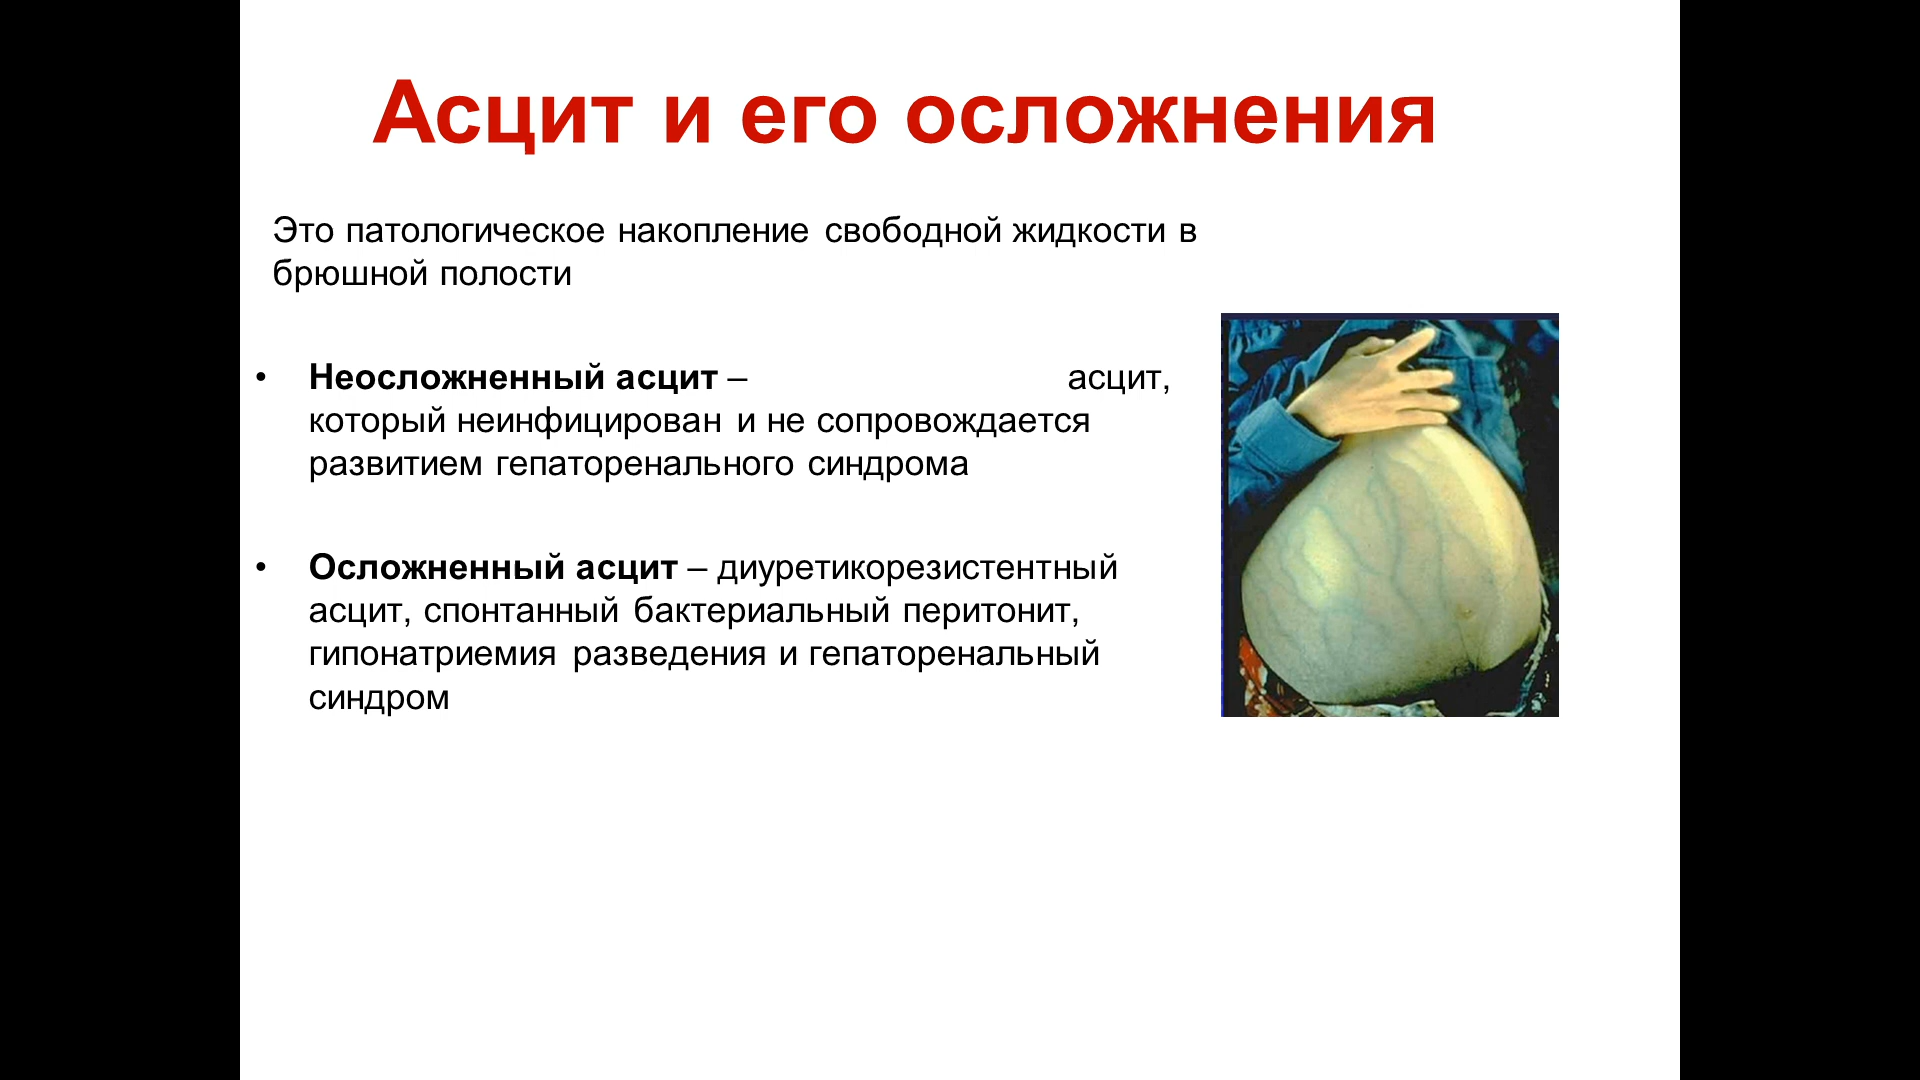 Асцит и его осложнения
Это патологическое накопление свободной жидкости в
брюшной полости
• Неосложненный асцит – асцит,
который неинфицирован и не сопровождается
развитием гепаторенального синдрома
• Осложненный асцит – диуретикорезистентный
асцит, спонтанный бактериальный перитонит,
гипонатриемия разведения и гепаторенальный
синдром